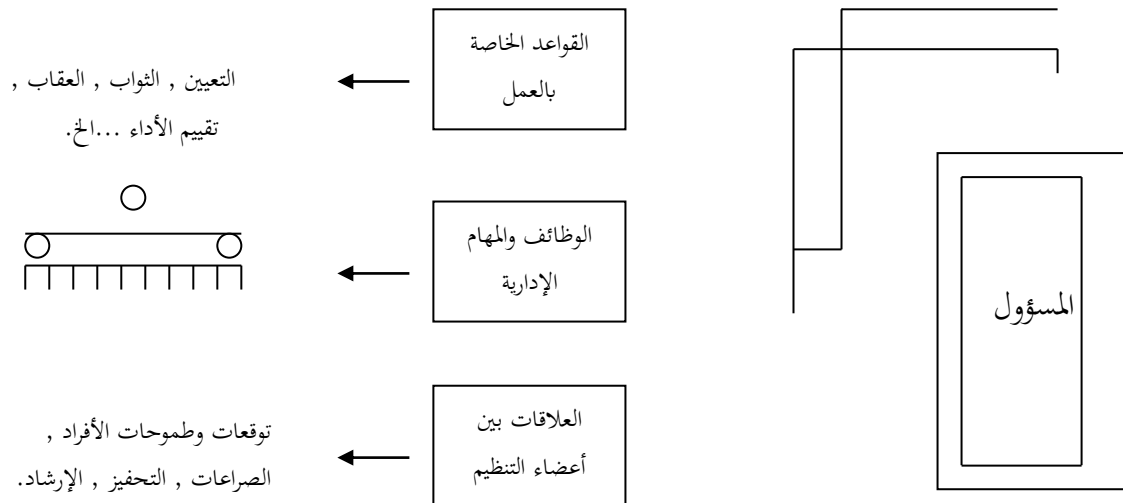 القواعد الخاصة
بالعمل
التعيين , الثواب , العقاب ,
تقييم الأداء ...الخ.
الوظائف والمهام
الإدارية
المسؤول
العلاقات بين
أعضاء التنظيم
توقعات وطموحات الأفراد ,
الصراعات , التحفيز , الإرشاد.